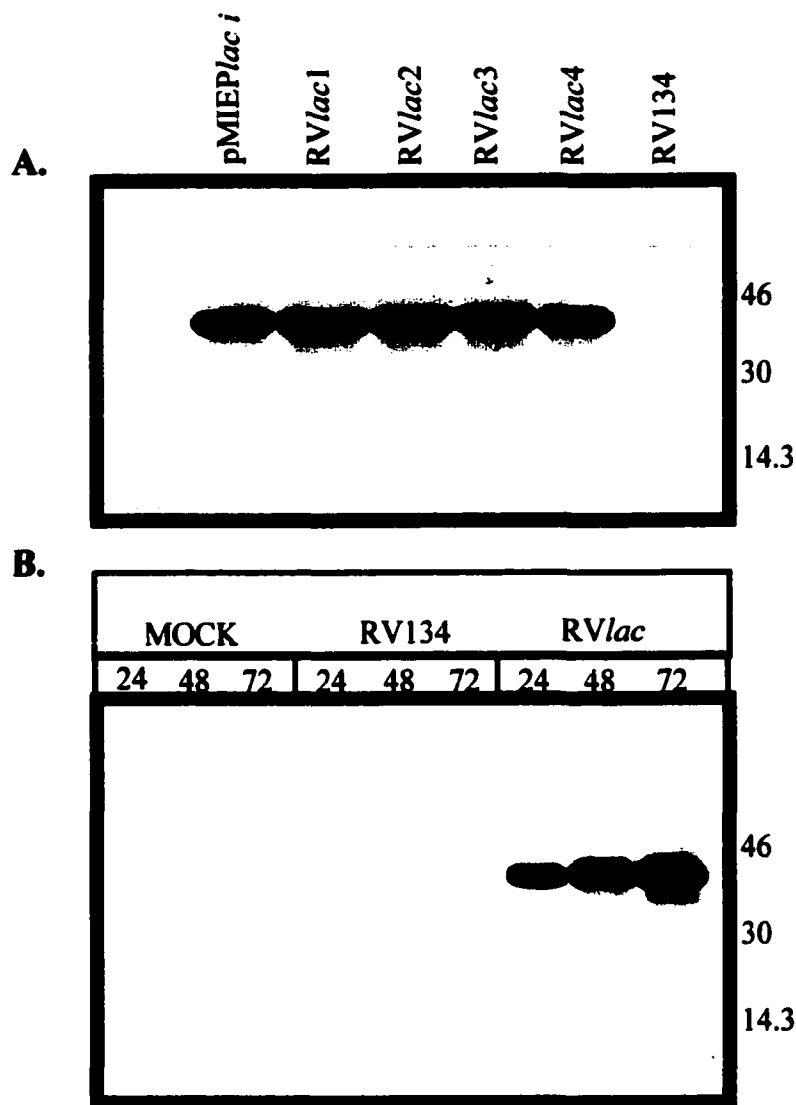 A.
pMIEPlac i
RVlac1
RVlac2
RVlac3
RVlac4
RV134
46
30
14.3
B.
MOCK RV134 RVlac
24 48 72 24 48 72 24 48 72
46
30
14.3